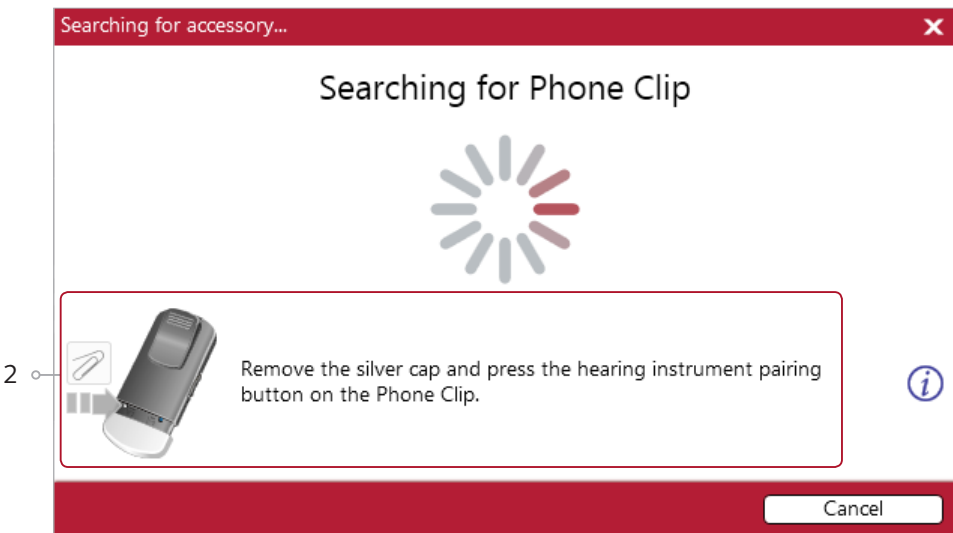 Searching for accessory...
Searching for Phone Clip
2
Remove the silver cap and press the hearing instrument pairing
button on the Phone Clip.
Cancel